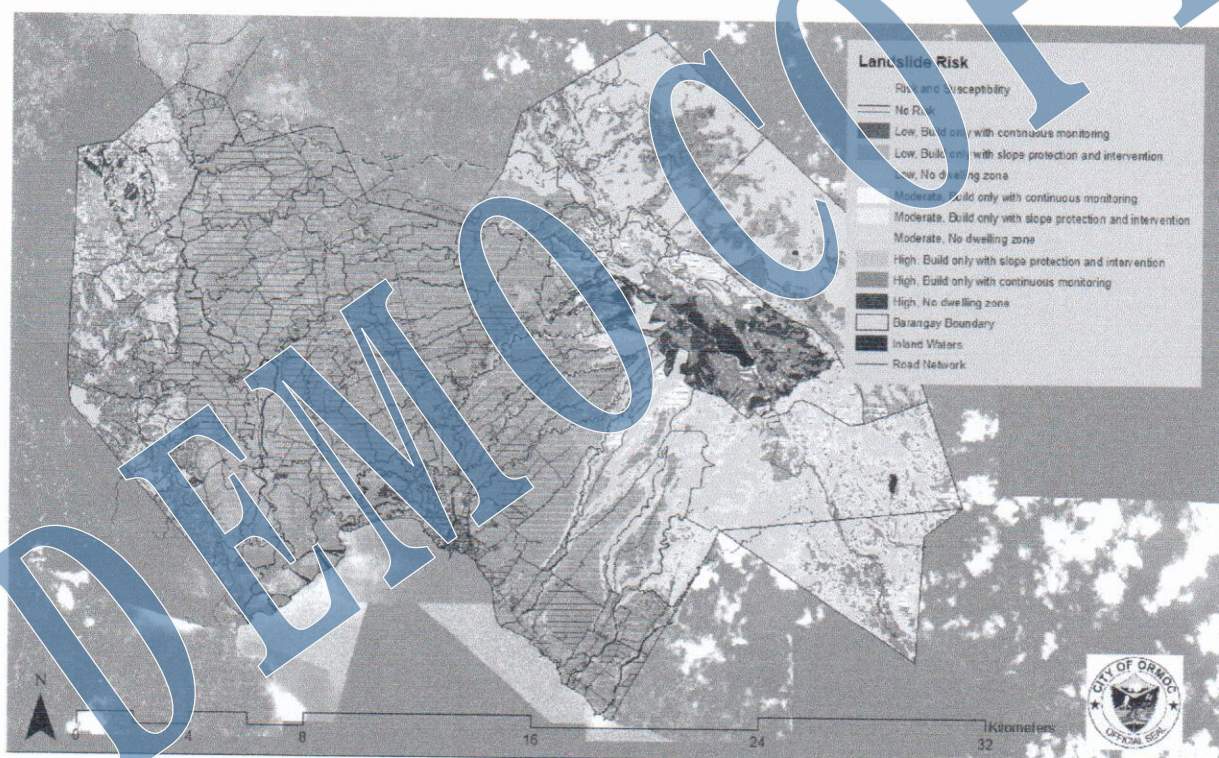 DEMO COPY
Landslide Risk
Risk and Susceptibility
No Risk
Low, Build only with continuous monitoring
Low, Build only with slope protection and intervention
Low, No dwelling zone
Moderate, Build only with continuous monitoring
Moderate, Build only with slope protection and intervention
Moderate, No dwelling zone
High, Build only with slope protection and intervention
High, Build only with continuous monitoring
High, No dwelling zone
Barangay Boundary
Inland Waters
Road Network
N
0 4 8 16 24 32
Kilometers
CITY OF ORMOC
OFFICIAL SEAL